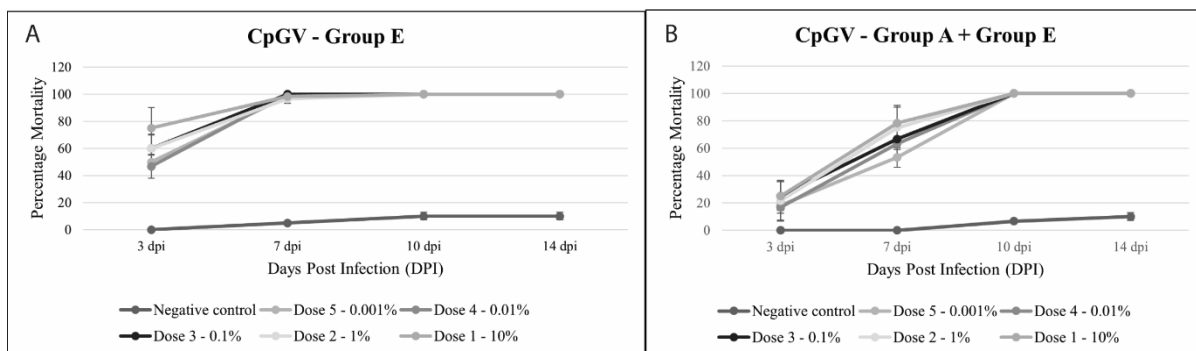 A
CpGV - Group E
120
100
80
60
40
20
0
Percentage Mortality
3 dpi 7 dpi 10 dpi 14 dpi
Days Post Infection (DPI)
Negative control Dose 5 - 0.001% Dose 4 - 0.01%
Dose 3 - 0.1% Dose 2 - 1% Dose 1 - 10%
B
CpGV - Group A + Group E
120
100
80
60
40
20
0
Percentage Mortality
3 dpi 7 dpi 10 dpi 14 dpi
Days Post Infection (DPI)
Negative control Dose 5 - 0.001% Dose 4 - 0.01%
Dose 3 - 0.1% Dose 2 - 1% Dose 1 - 10%